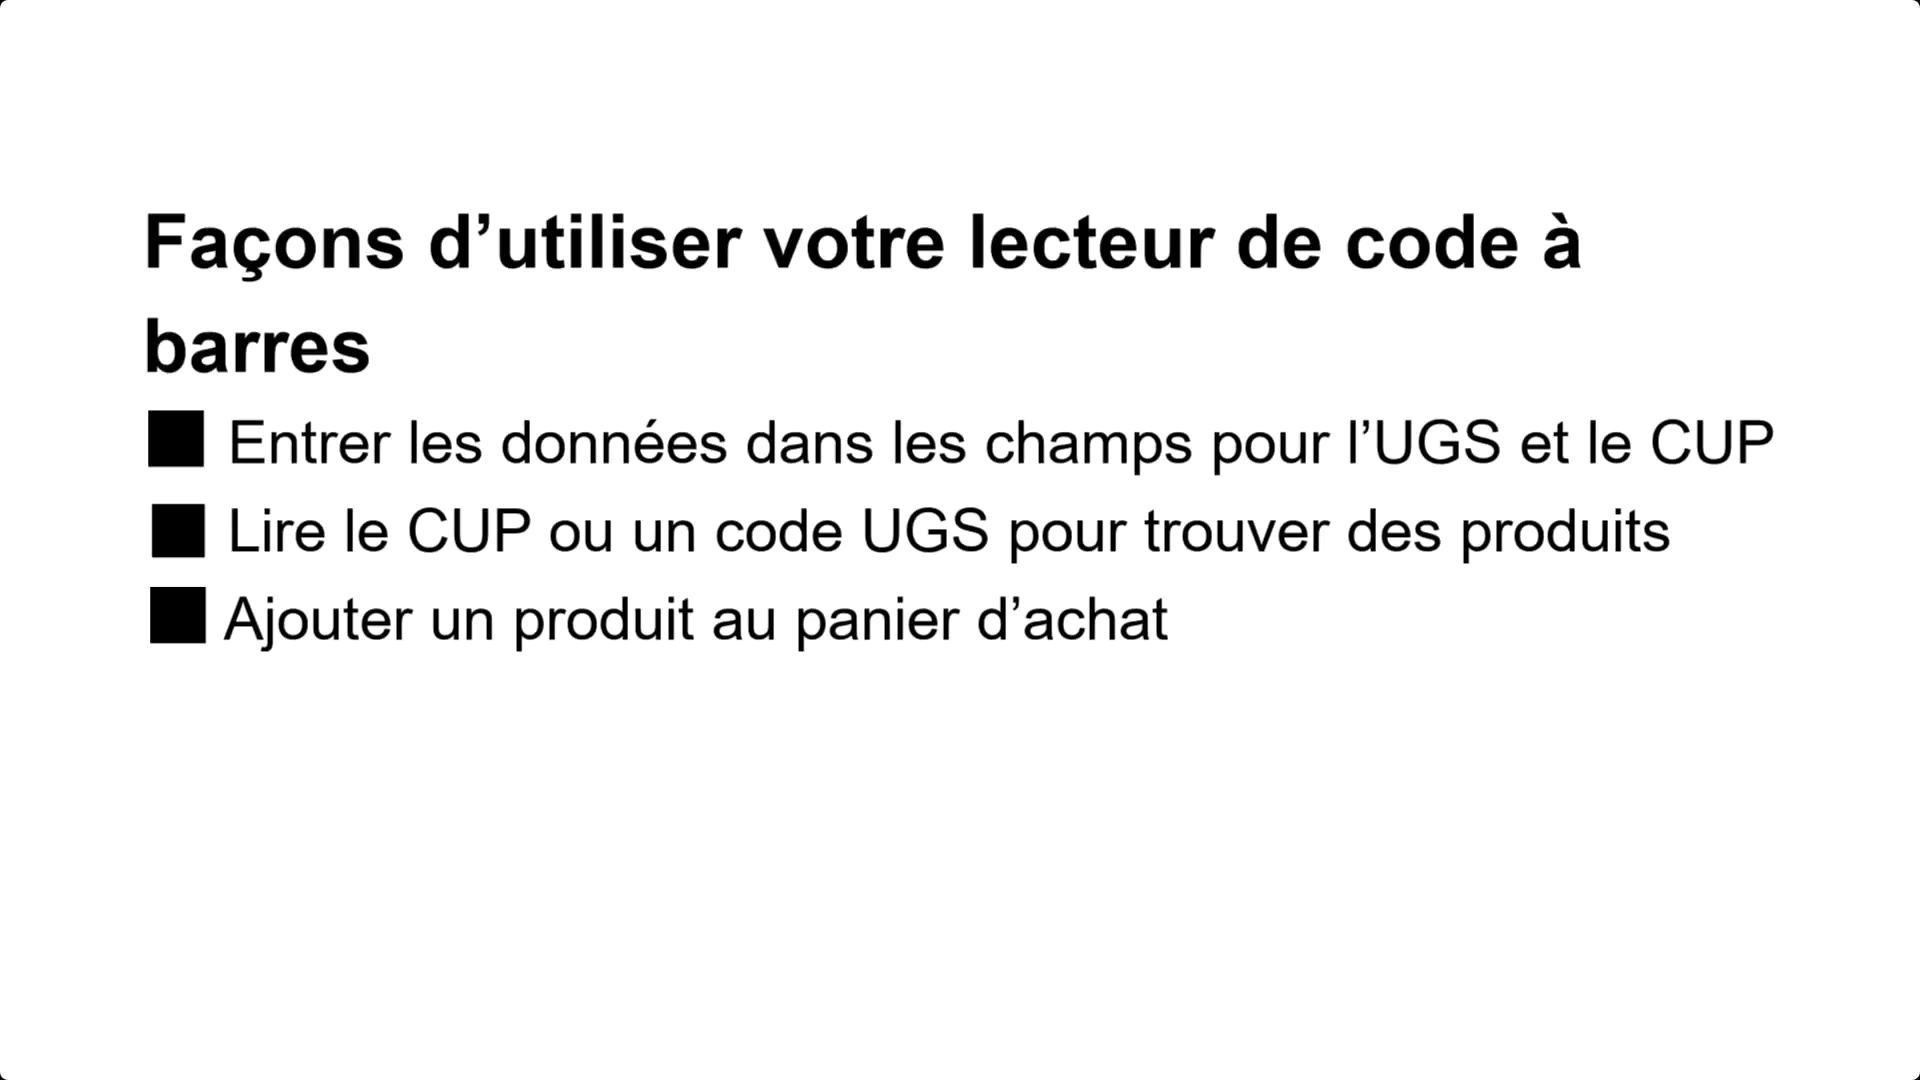 Façons d’utiliser votre lecteur de code à
barres
Entrer les données dans les champs pour l’UGS et le CUP
Lire le CUP ou un code UGS pour trouver des produits
Ajouter un produit au panier d’achat